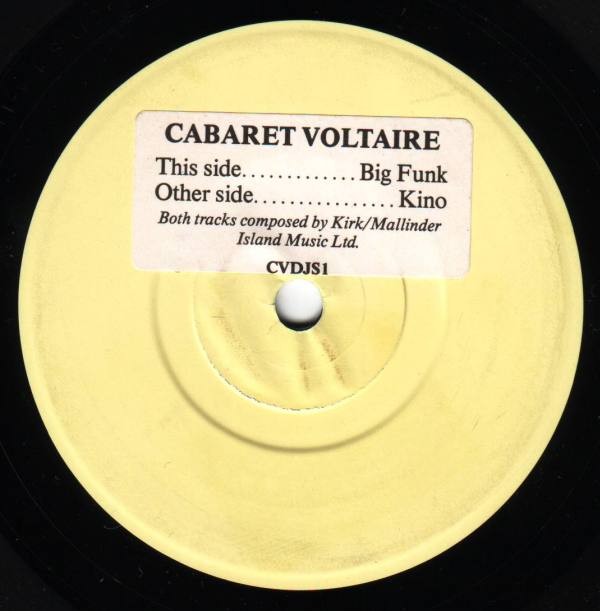 CABARET VOLTAIRE
This side.............Big Funk
Other side................Kino
Both tracks composed by Kirk/Mallinder
Island Music Ltd.
CVDJS1